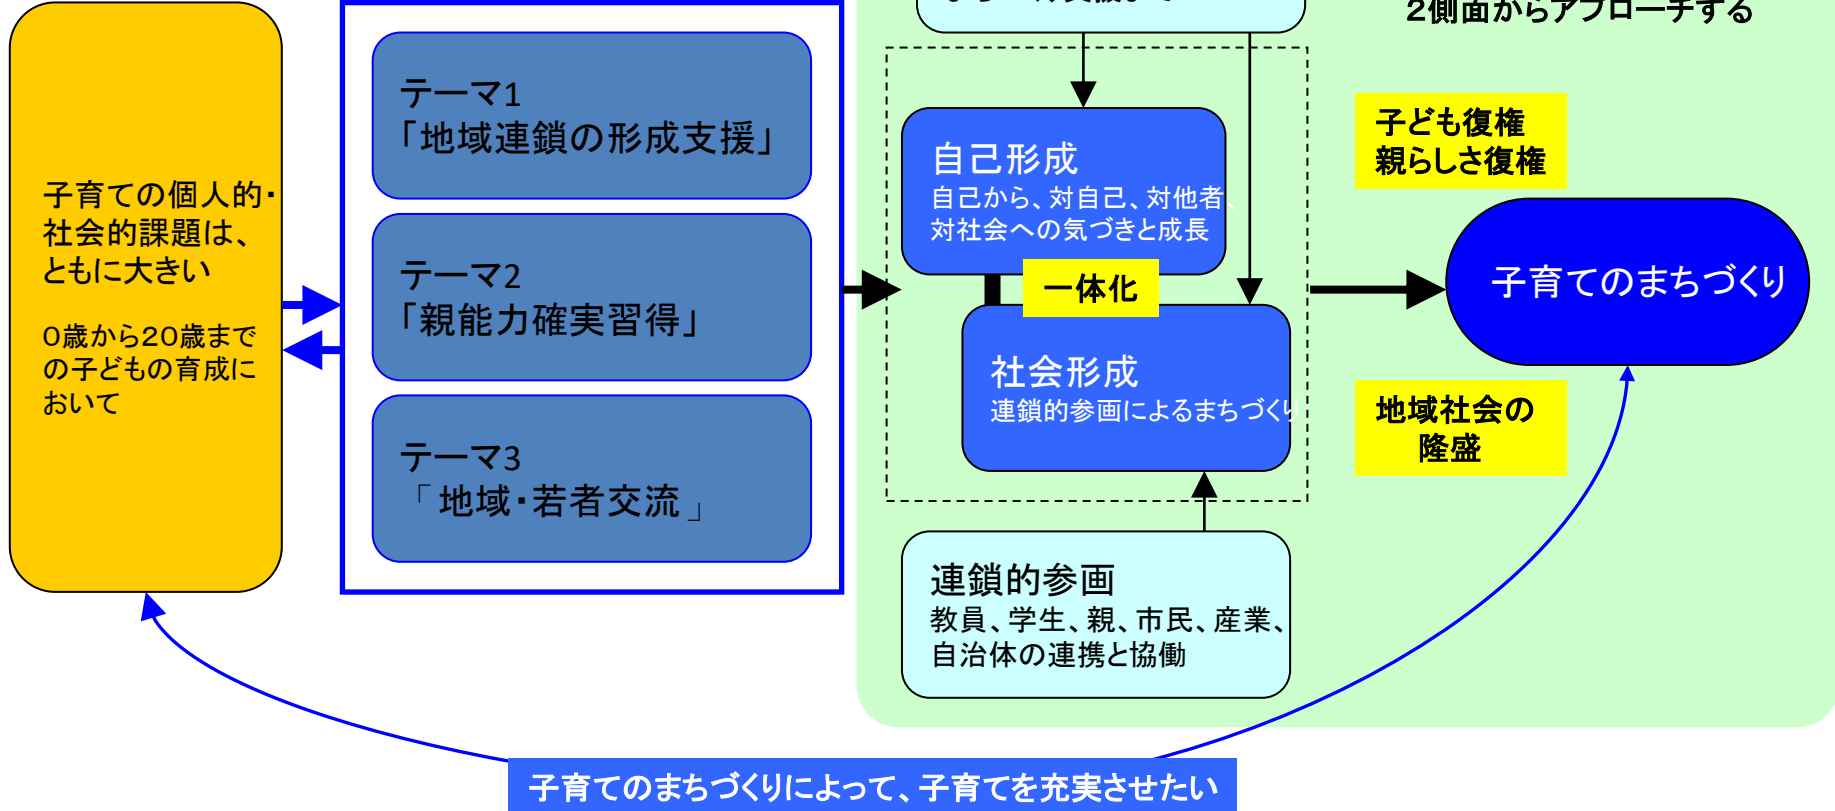 2側面からアプローチする
子育ての個人的・
社会的課題は、
ともに大きい
０歳から２０歳まで
の子どもの育成に
おいて
テーマ1
「地域連鎖の形成支援」
テーマ2
「親能力確実習得」
テーマ3
「地域・若者交流」
自己形成
自己から、対自己、対他者、
対社会への気づきと成長
一体化
社会形成
連鎖的参画によるまちづくり
連鎖的参画
教員、学生、親、市民、産業、
自治体の連携と協働
子ども復権
親らしさ復権
子育てのまちづくり
地域社会の
隆盛
子育てのまちづくりによって、子育てを充実させたい